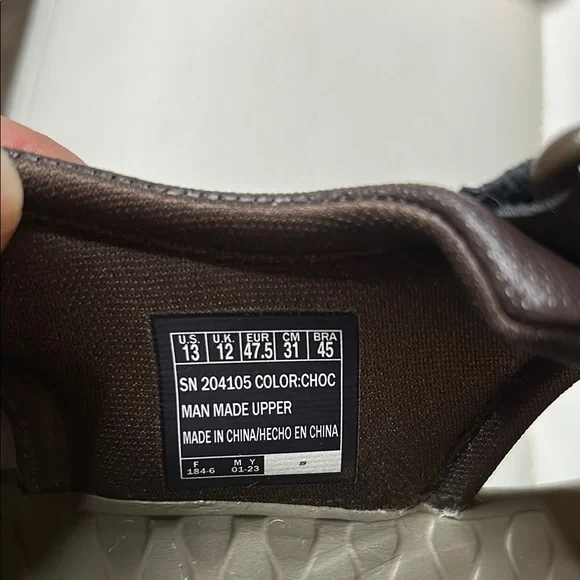 U.S. U.K. EUR CM BRA
13 12 47.5 31 45
SN 204105 COLOR:CHOC
MAN MADE UPPER
MADE IN CHINA/HECHO EN CHINA
F M Y
184-6 01-23 5